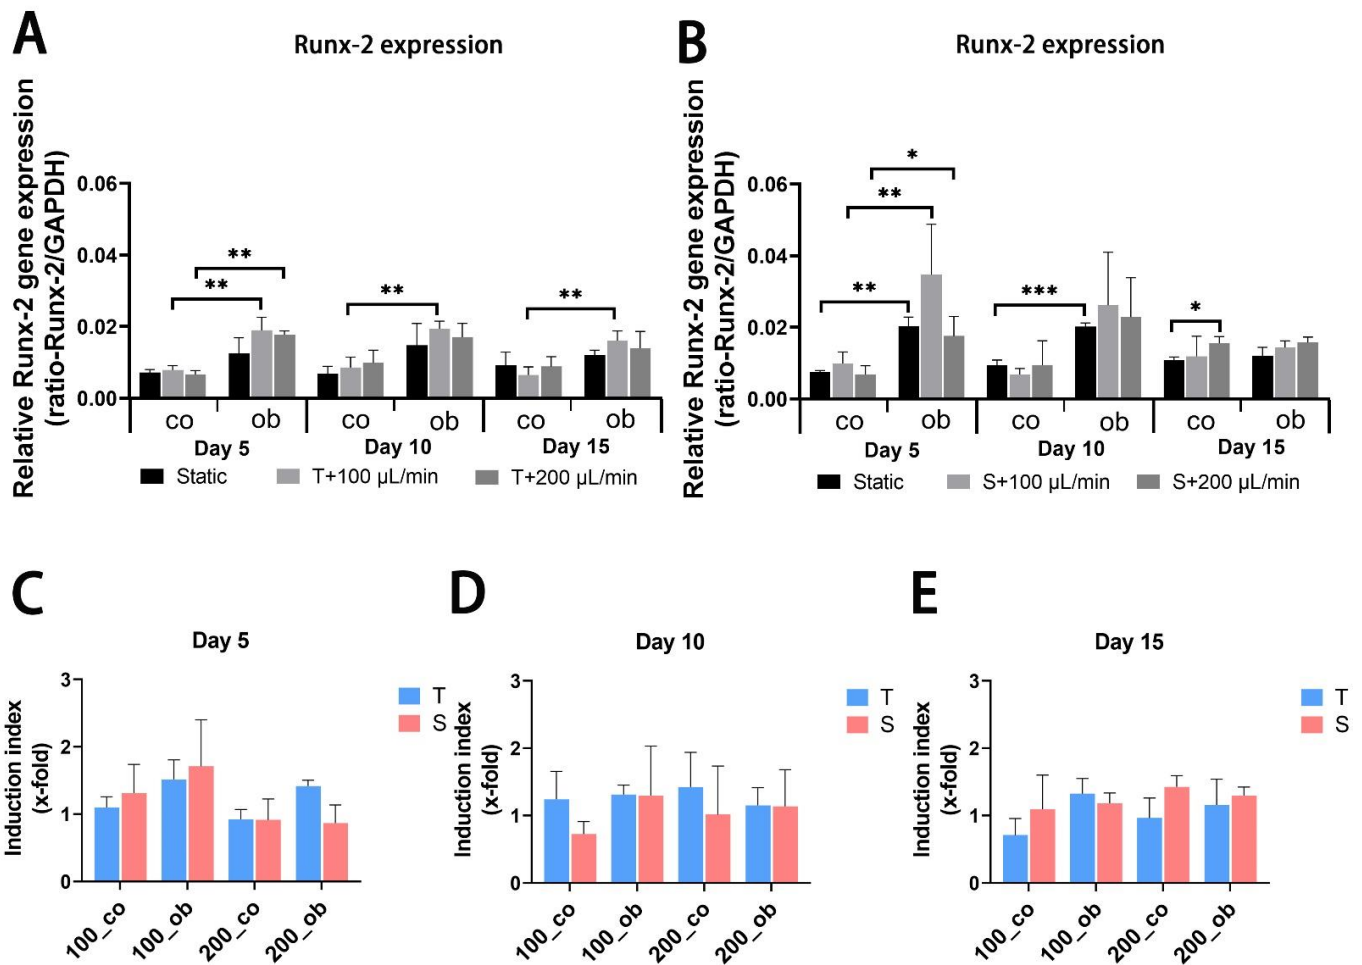 A
Runx-2 expression
Relative Runx-2 gene expression
(ratio-Runx-2/GAPDH)
0.06
0.04
0.02
0.00
**
**
**
**
co
ob
co
ob
co
ob
Day 5
Day 10
Day 15
Static
T+100 µL/min
T+200 µL/min
B
Runx-2 expression
Relative Runx-2 gene expression
(ratio-Runx-2/GAPDH)
0.06
0.04
0.02
0.00
*
**
**
***
*
co
ob
co
ob
co
ob
Day 5
Day 10
Day 15
Static
S+100 µL/min
S+200 µL/min
C
Day 5
Induction index
(x-fold)
3
2
1
0
100_co
100_ob
200_co
200_ob
T
S
D
Day 10
Induction index
(x-fold)
3
2
1
0
100_co
100_ob
200_co
200_ob
T
S
E
Day 15
Induction index
(x-fold)
3
2
1
0
100_co
100_ob
200_co
200_ob
T
S